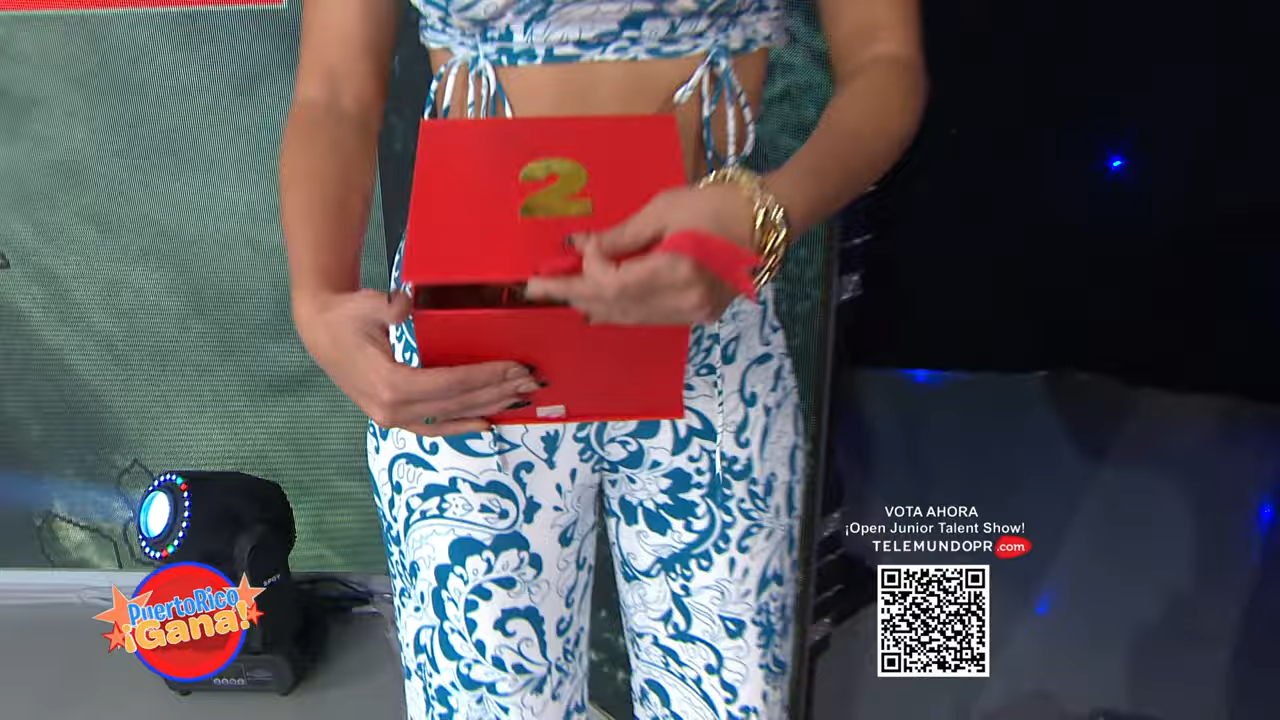 2
VOTA AHORA
¡Open Junior Talent Show!
TELEMUNDOPR.com
PuertoRico
¡Gana!